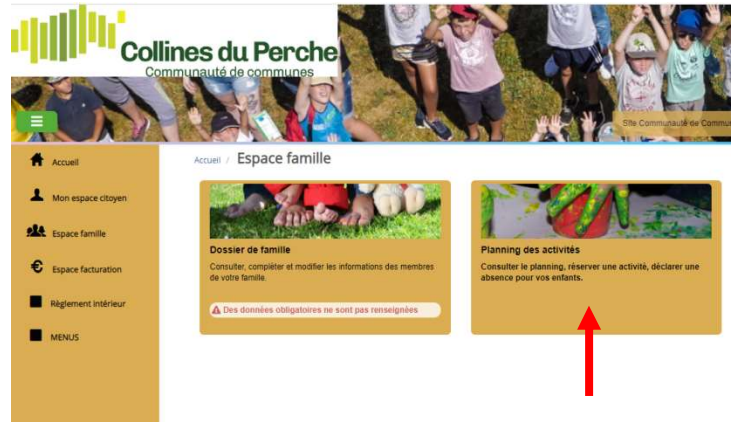 Collines du Perche
Communauté de communes
Site Communauté de Commun
Accueil
Mon espace citoyen
Espace famille
Espace facturation
Règlement intérieur
MENUS
Accueil / Espace famille
Dossier de famille
Consulter, compléter et modifier les informations des membres
de votre famille.
Des données obligatoires ne sont pas renseignées
Planning des activités
Consulter le planning, réserver une activité, déclarer une
absence pour vos enfants.